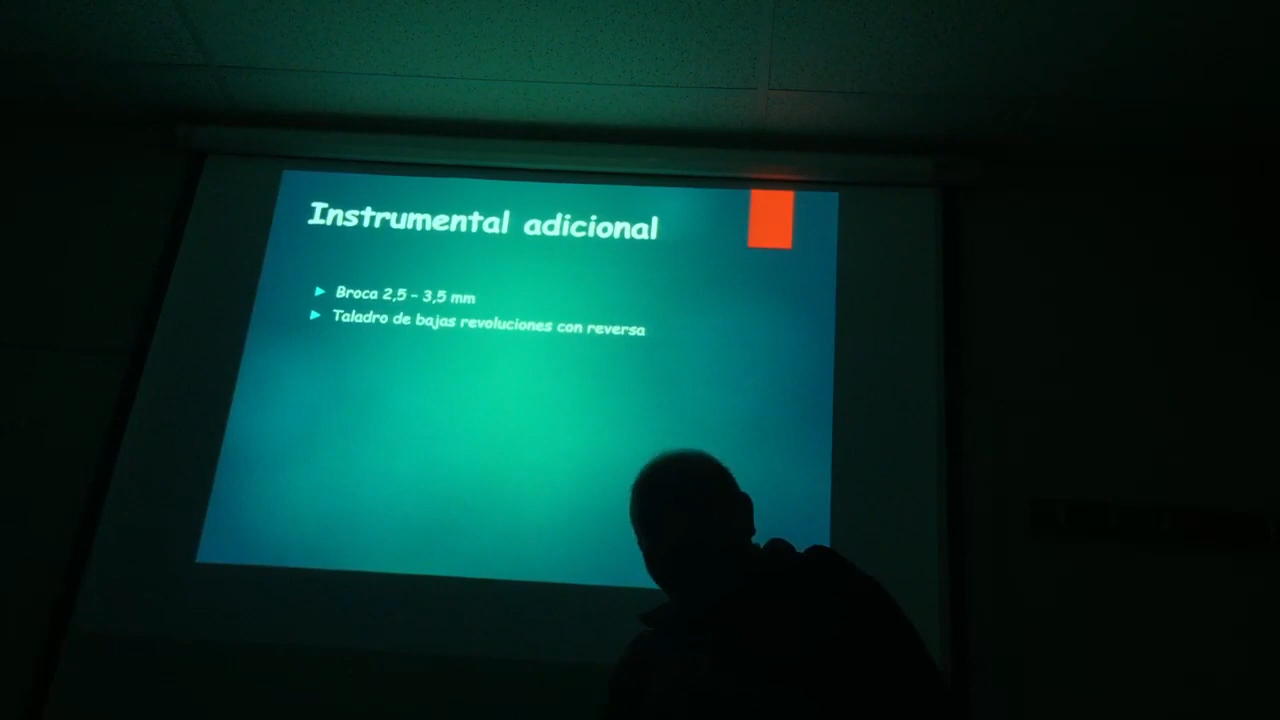 Instrumental adicional
Broca 2,5 – 3,5 mm
Taladro de bajas revoluciones con reversa